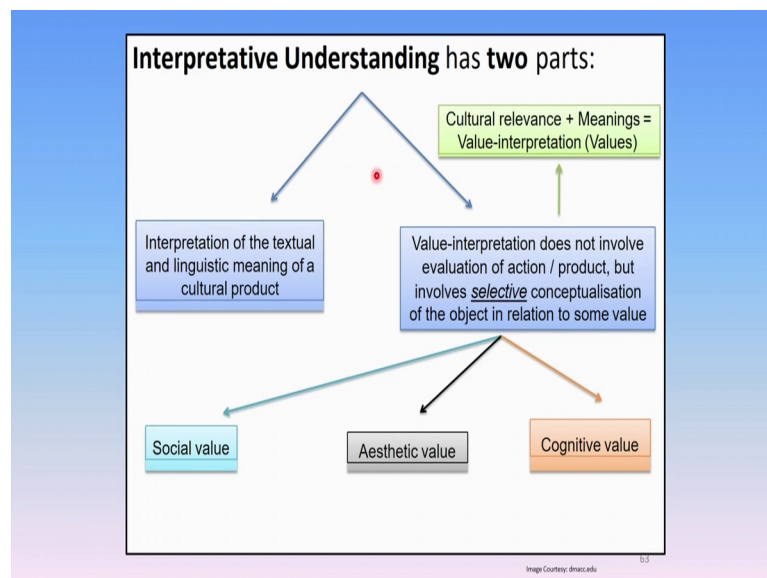 Interpretative Understanding has two parts:
Cultural relevance + Meanings =
Value-interpretation (Values)
Interpretation of the textual
and linguistic meaning of a
cultural product
Value-interpretation does not involve
evaluation of action / product, but
involves selective conceptualisation
of the object in relation to some value
Social value
Aesthetic value
Cognitive value
63
Image Courtesy: dmacc.edu